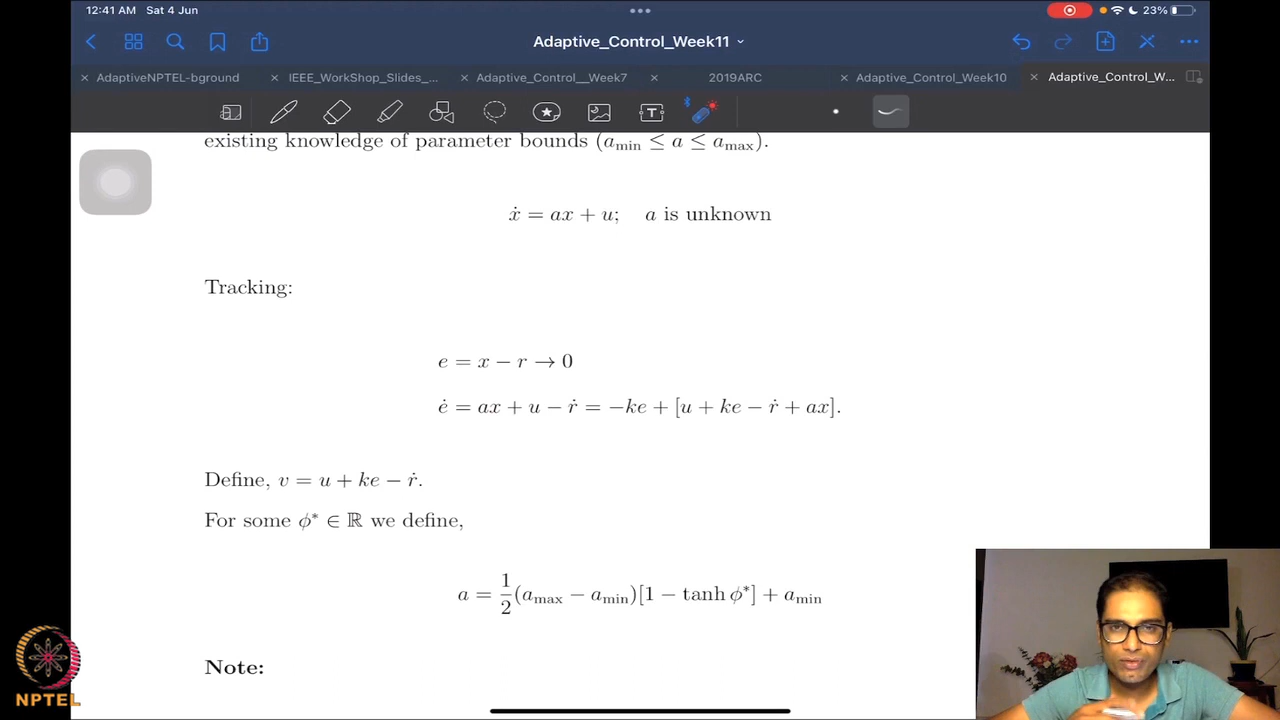 12:41 AM Sat 4 Jun
23%
Adaptive_Control_Week11
AdaptiveNPTEL-bground
IEEE_WorkShop_Slides_...
Adaptive_Control__Week7
2019ARC
Adaptive_Control_Week10
Adaptive_Control_W...
existing knowledge of parameter bounds (a_min ≤ a ≤ a_max).
ẋ = ax + u; a is unknown
Tracking:
e = x − r → 0
ė = ax + u − ṙ = −ke + [u + ke − ṙ + ax].
Define, v = u + ke − ṙ.
For some ϕ* ∈ ℝ we define,
a = 1/2 (a_max − a_min)[1 − tanh ϕ*] + a_min
Note:
NPTEL